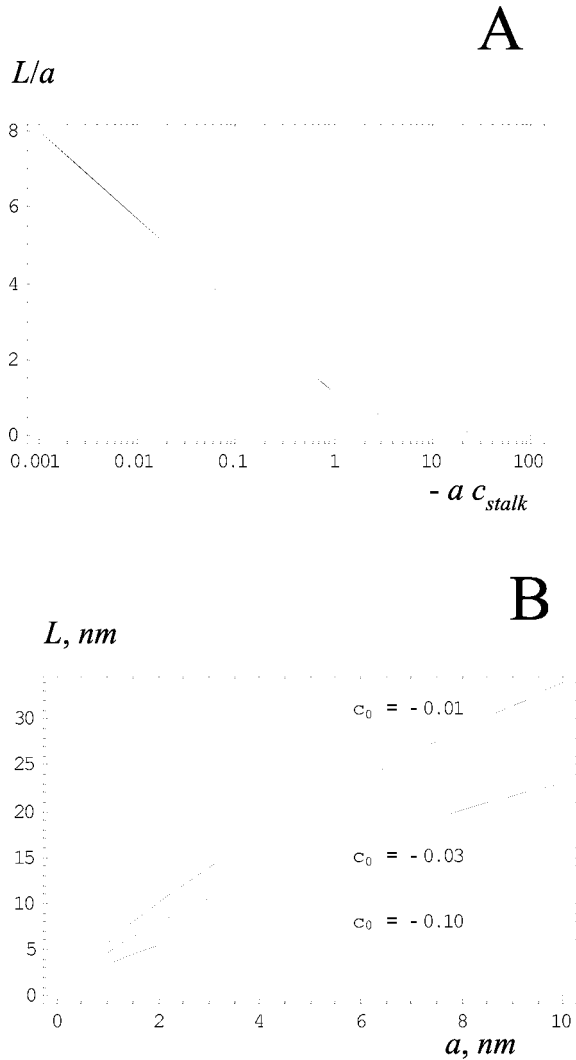 A
L/a
8
6
4
2
0
0.001 0.01 0.1 1 10 100
- a c_stalk
B
L, nm
30
25
20
15
10
5
0
c₀ = -0.01
c₀ = -0.03
c₀ = -0.10
0 2 4 6 8 10
a, nm